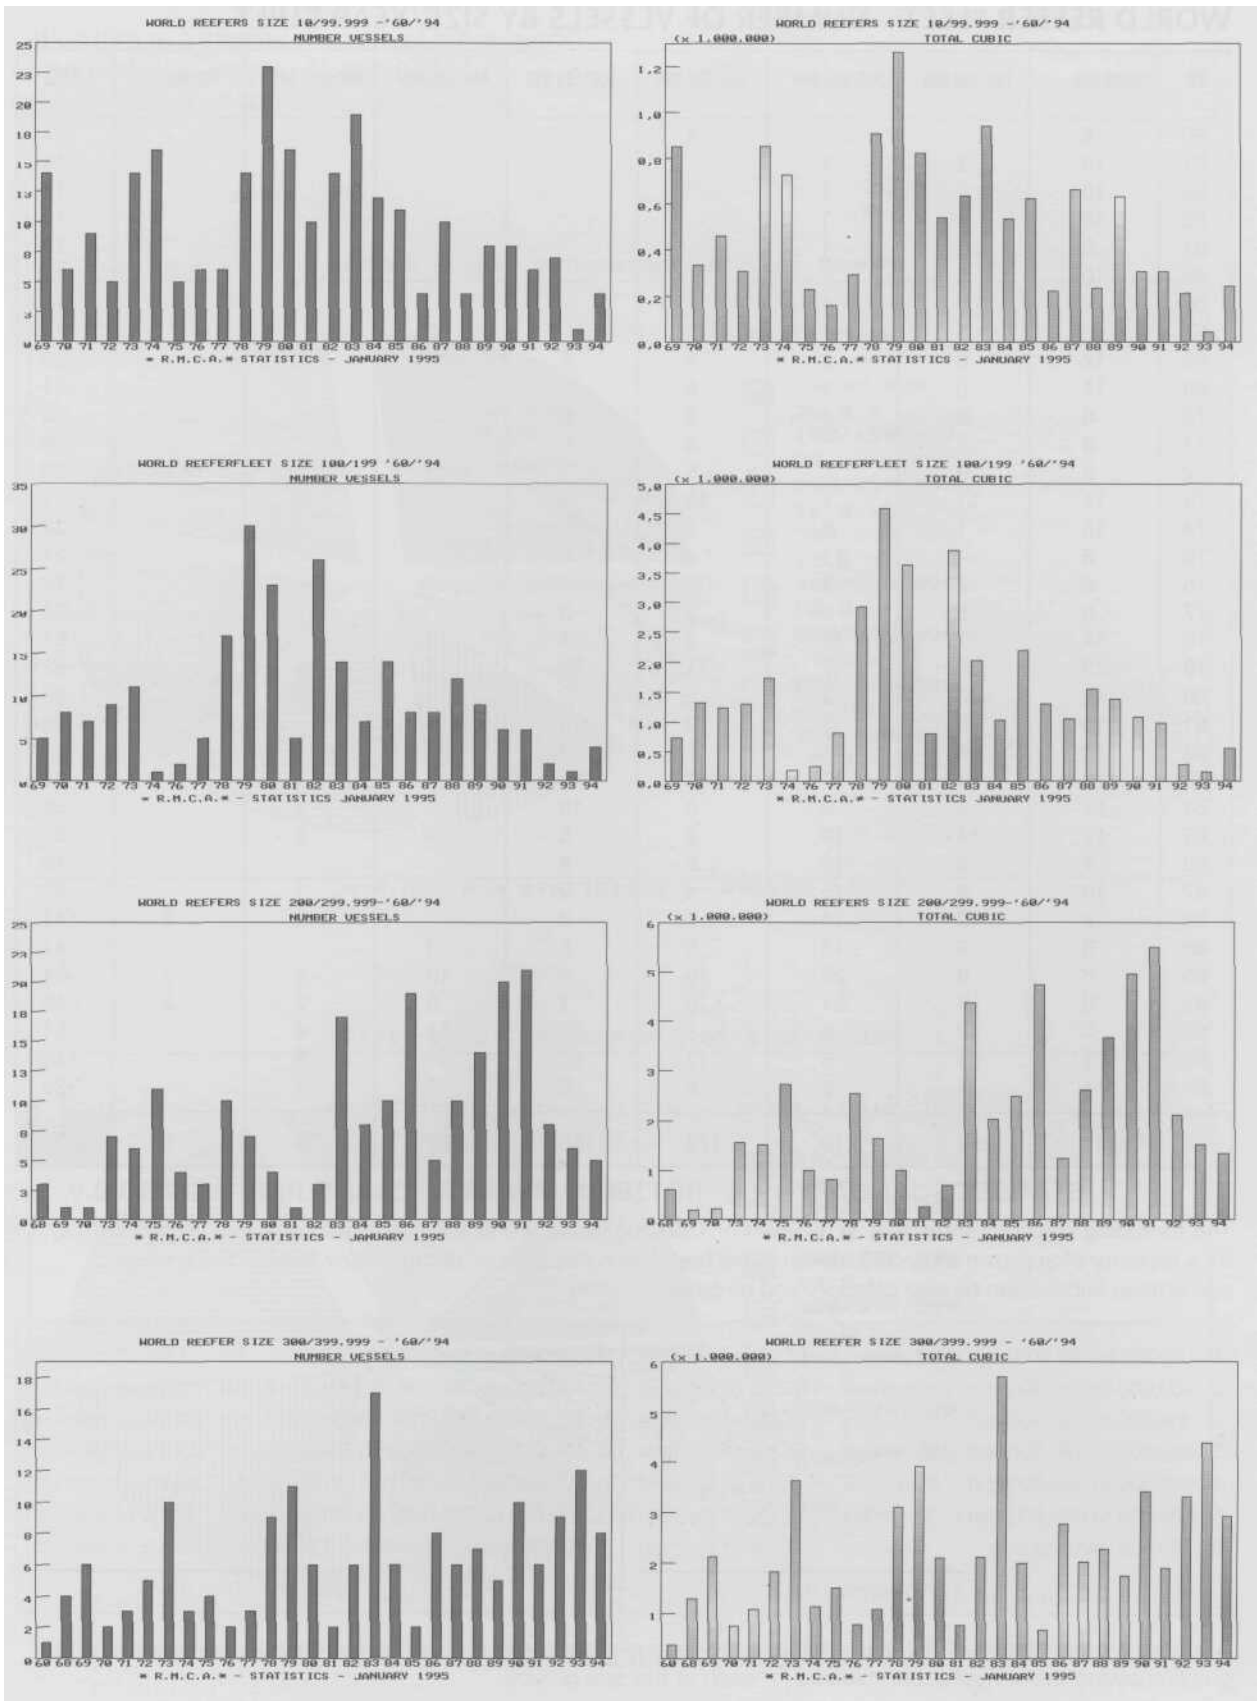 WORLD REEFERS SIZE 10/99.999 -'60/'94
NUMBER VESSELS
25
23
20
18
15
13
10
8
5
3
0
69 70 71 72 73 74 75 76 77 78 79 80 81 82 83 84 85 86 87 88 89 90 91 92 93 94
* R.M.C.A.* STATISTICS - JANUARY 1995
WORLD REEFERS SIZE 10/99.999 -'60/'94
(x 1.000.000) TOTAL CUBIC
1,2
1,0
0,8
0,6
0,4
0,2
0,0
69 70 71 72 73 74 75 76 77 78 79 80 81 82 83 84 85 86 87 88 89 90 91 92 93 94
* R.M.C.A.* STATISTICS - JANUARY 1995
WORLD REEFERFLEET SIZE 100/199 '60/'94
NUMBER VESSELS
35
30
25
20
15
10
5
0
69 70 71 72 73 74 76 77 78 79 80 81 82 83 84 85 86 87 88 89 90 91 92 93 94
* R.M.C.A.* - STATISTICS JANUARY 1995
WORLD REEFERFLEET SIZE 100/199 '60/'94
(x 1.000.000) TOTAL CUBIC
5,0
4,5
4,0
3,5
3,0
2,5
2,0
1,5
1,0
0,5
0,0
69 70 71 72 73 74 76 77 78 79 80 81 82 83 84 85 86 87 88 89 90 91 92 93 94
* R.M.C.A.* - STATISTICS JANUARY 1995
WORLD REEFERS SIZE 200/299.999-'60/'94
NUMBER VESSELS
25
23
20
18
15
13
10
8
5
3
0
68 69 70 73 74 75 76 77 78 79 80 81 82 83 84 85 86 87 88 89 90 91 92 93 94
* R.M.C.A.* - STATISTICS - JANUARY 1995
WORLD REEFERS SIZE 200/299.999-'60/'94
(x 1.000.000) TOTAL CUBIC
6
5
4
3
2
1
0
68 69 70 73 74 75 76 77 78 79 80 81 82 83 84 85 86 87 88 89 90 91 92 93 94
* R.M.C.A.* - STATISTICS - JANUARY 1995
WORLD REEFER SIZE 300/399.999 - '60/'94
NUMBER VESSELS
18
16
14
12
10
8
6
4
2
0
60 68 69 70 71 72 73 74 75 76 77 78 79 80 81 82 83 84 85 86 87 88 89 90 91 92 93 94
* R.M.C.A.* - STATISTICS - JANUARY 1995
WORLD REEFER SIZE 300/399.999 - '60/'94
(x 1.000.000) TOTAL CUBIC
6
5
4
3
2
1
60 68 69 70 71 72 73 74 75 76 77 78 79 80 81 82 83 84 85 86 87 88 89 90 91 92 93 94
* R.M.C.A.* - STATISTICS - JANUARY 1995